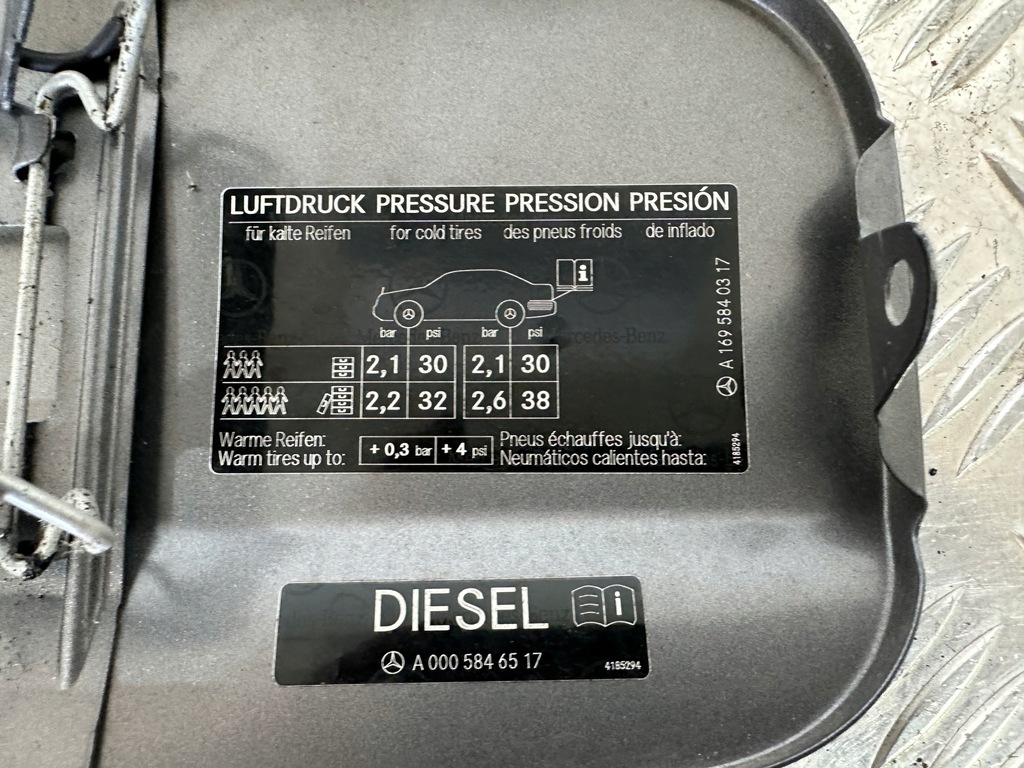 LUFTDRUCK PRESSURE PRESSION PRESIÓN
für kalte Reifen for cold tires des pneus froids de inflado
i
bar psi bar psi
2,1 30 2,1 30
2,2 32 2,6 38
Warme Reifen:
Warm tires up to:
+ 0,3 bar + 4 psi
Pneus échauffes jusqu'à:
Neumáticos calientes hasta:
A 169 584 03 17
4185294
DIESEL i
A 000 584 65 17 4185294